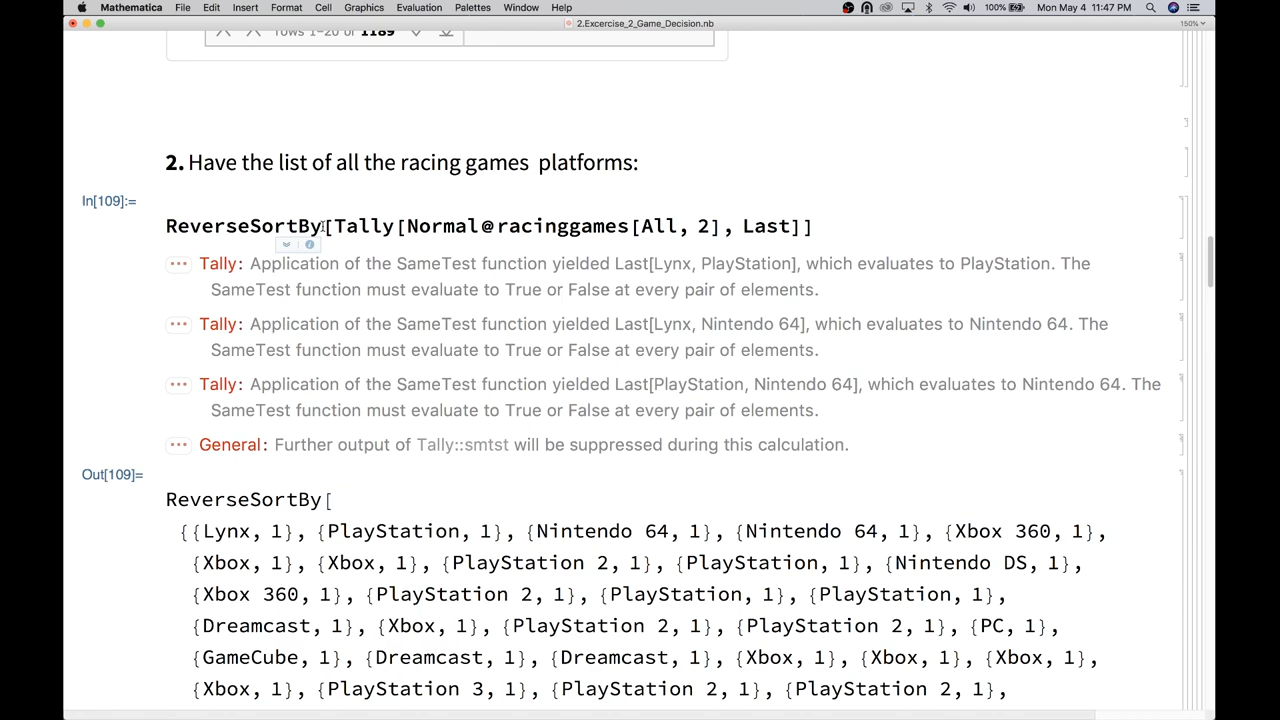 Mathematica File Edit Insert Format Cell Graphics Evaluation Palettes Window Help 100% Mon May 4 11:47 PM
2.Excercise_2_Game_Decision.nb 150%
rows 1–20 of 1189
2. Have the list of all the racing games platforms:
In[109]:=
ReverseSortBy[Tally[Normal@racinggames[All, 2], Last]]
Tally: Application of the SameTest function yielded Last[Lynx, PlayStation], which evaluates to PlayStation. The
SameTest function must evaluate to True or False at every pair of elements.
Tally: Application of the SameTest function yielded Last[Lynx, Nintendo 64], which evaluates to Nintendo 64. The
SameTest function must evaluate to True or False at every pair of elements.
Tally: Application of the SameTest function yielded Last[PlayStation, Nintendo 64], which evaluates to Nintendo 64. The
SameTest function must evaluate to True or False at every pair of elements.
General: Further output of Tally::smtst will be suppressed during this calculation.
Out[109]=
ReverseSortBy[
{{Lynx, 1}, {PlayStation, 1}, {Nintendo 64, 1}, {Nintendo 64, 1}, {Xbox 360, 1},
{Xbox, 1}, {Xbox, 1}, {PlayStation 2, 1}, {PlayStation, 1}, {Nintendo DS, 1},
{Xbox 360, 1}, {PlayStation 2, 1}, {PlayStation, 1}, {PlayStation, 1},
{Dreamcast, 1}, {Xbox, 1}, {PlayStation 2, 1}, {PlayStation 2, 1}, {PC, 1},
{GameCube, 1}, {Dreamcast, 1}, {Dreamcast, 1}, {Xbox, 1}, {Xbox, 1}, {Xbox, 1},
{Xbox, 1}, {PlayStation 3, 1}, {PlayStation 2, 1}, {PlayStation 2, 1},